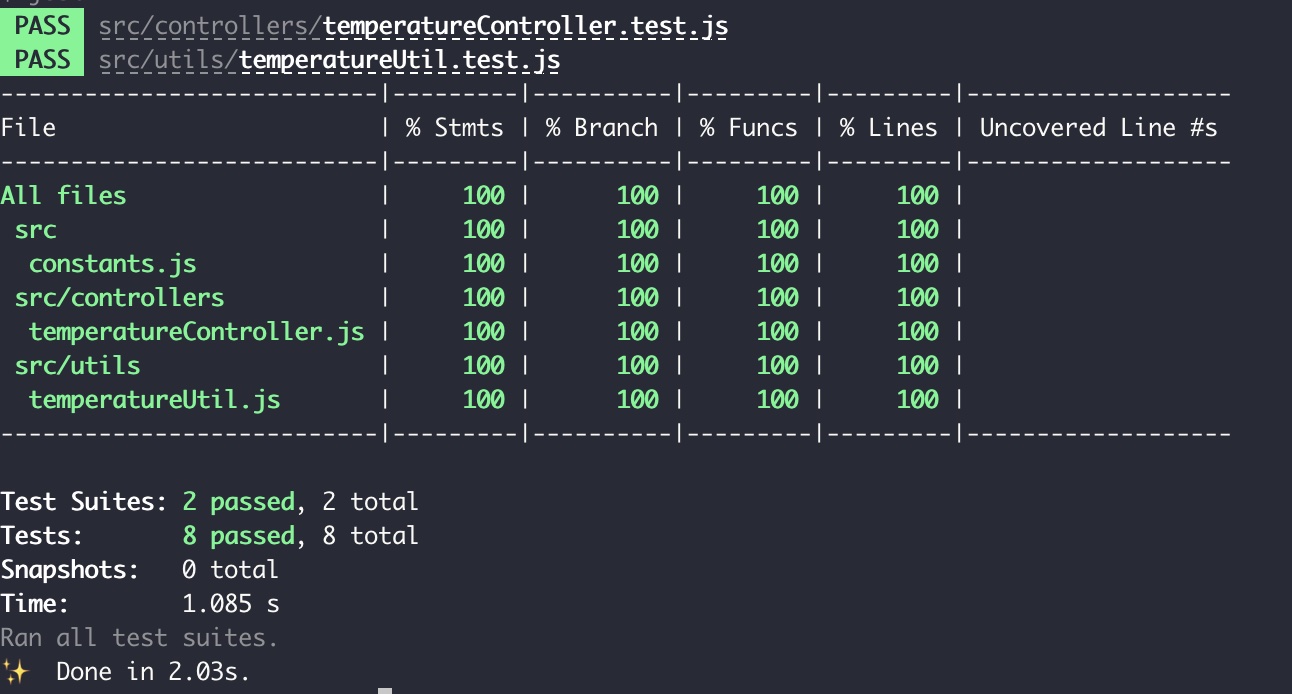 PASS src/controllers/temperatureController.test.js
PASS src/utils/temperatureUtil.test.js
---------------------------|---------|----------|---------|---------|-------------------
File                       | % Stmts | % Branch | % Funcs | % Lines | Uncovered Line #s
---------------------------|---------|----------|---------|---------|-------------------
All files                  |     100 |      100 |     100 |     100 |
 src                       |     100 |      100 |     100 |     100 |
  constants.js             |     100 |      100 |     100 |     100 |
 src/controllers           |     100 |      100 |     100 |     100 |
  temperatureController.js |     100 |      100 |     100 |     100 |
 src/utils                 |     100 |      100 |     100 |     100 |
  temperatureUtil.js       |     100 |      100 |     100 |     100 |
---------------------------|---------|----------|---------|---------|-------------------
Test Suites: 2 passed, 2 total
Tests:       8 passed, 8 total
Snapshots:   0 total
Time:        1.085 s
Ran all test suites.
✨  Done in 2.03s.